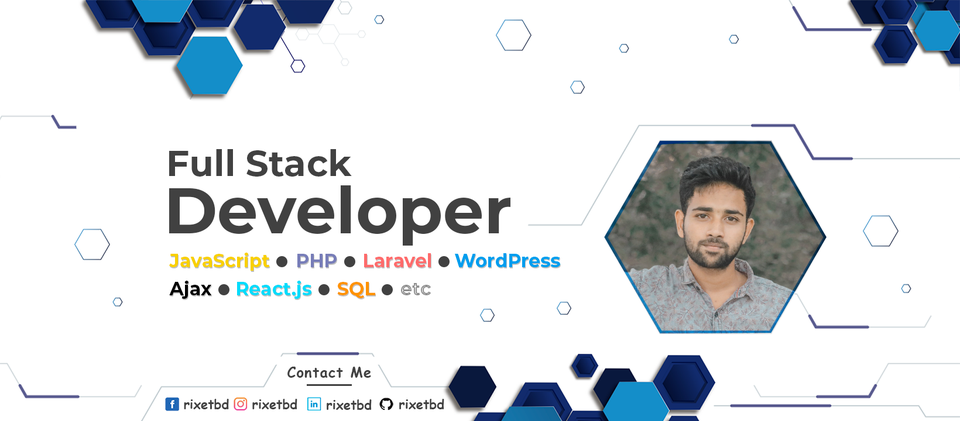 Full Stack
Developer
JavaScript ● PHP ● Laravel ● WordPress
Ajax ● React.js ● SQL ● etc
Contact Me
rixetbd rixetbd rixetbd rixetbd